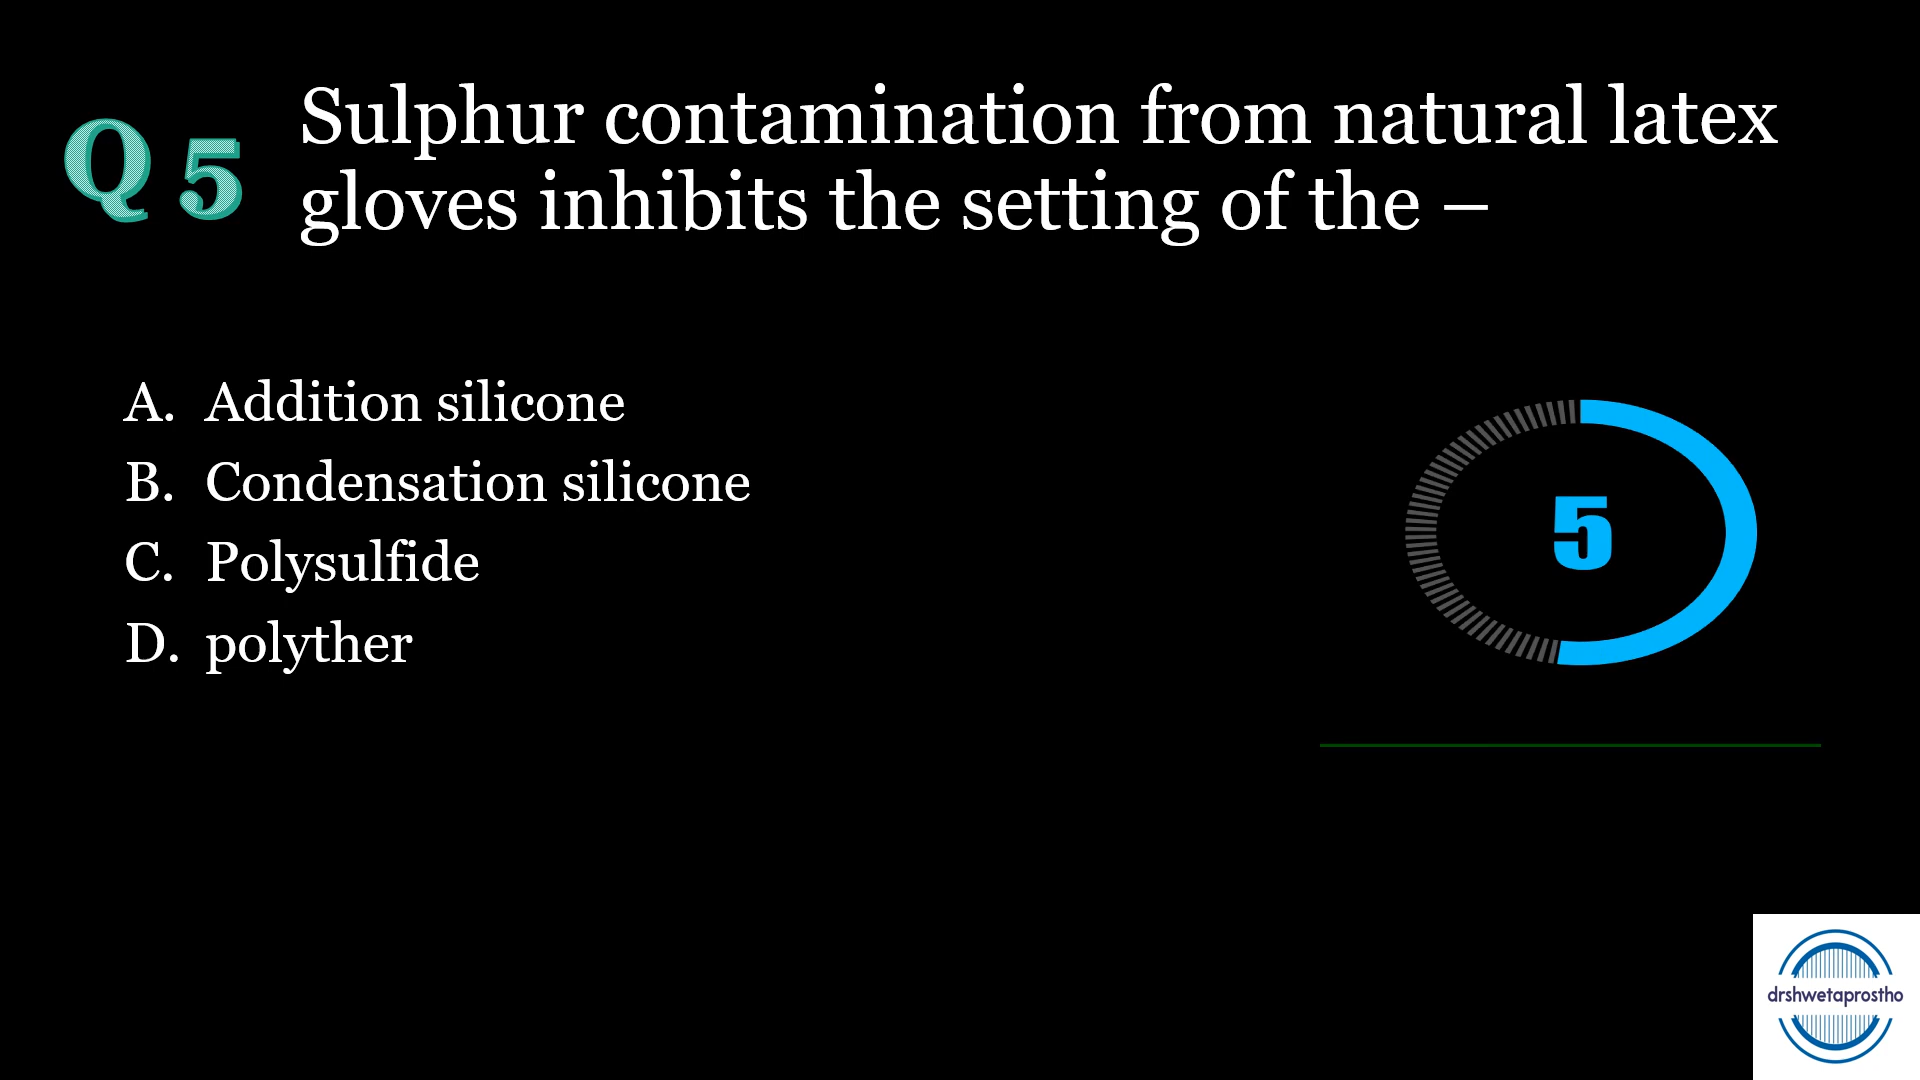 Q 5
Sulphur contamination from natural latex
gloves inhibits the setting of the –
A. Addition silicone
B. Condensation silicone
C. Polysulfide
D. polyther
5
drshwetaprostho